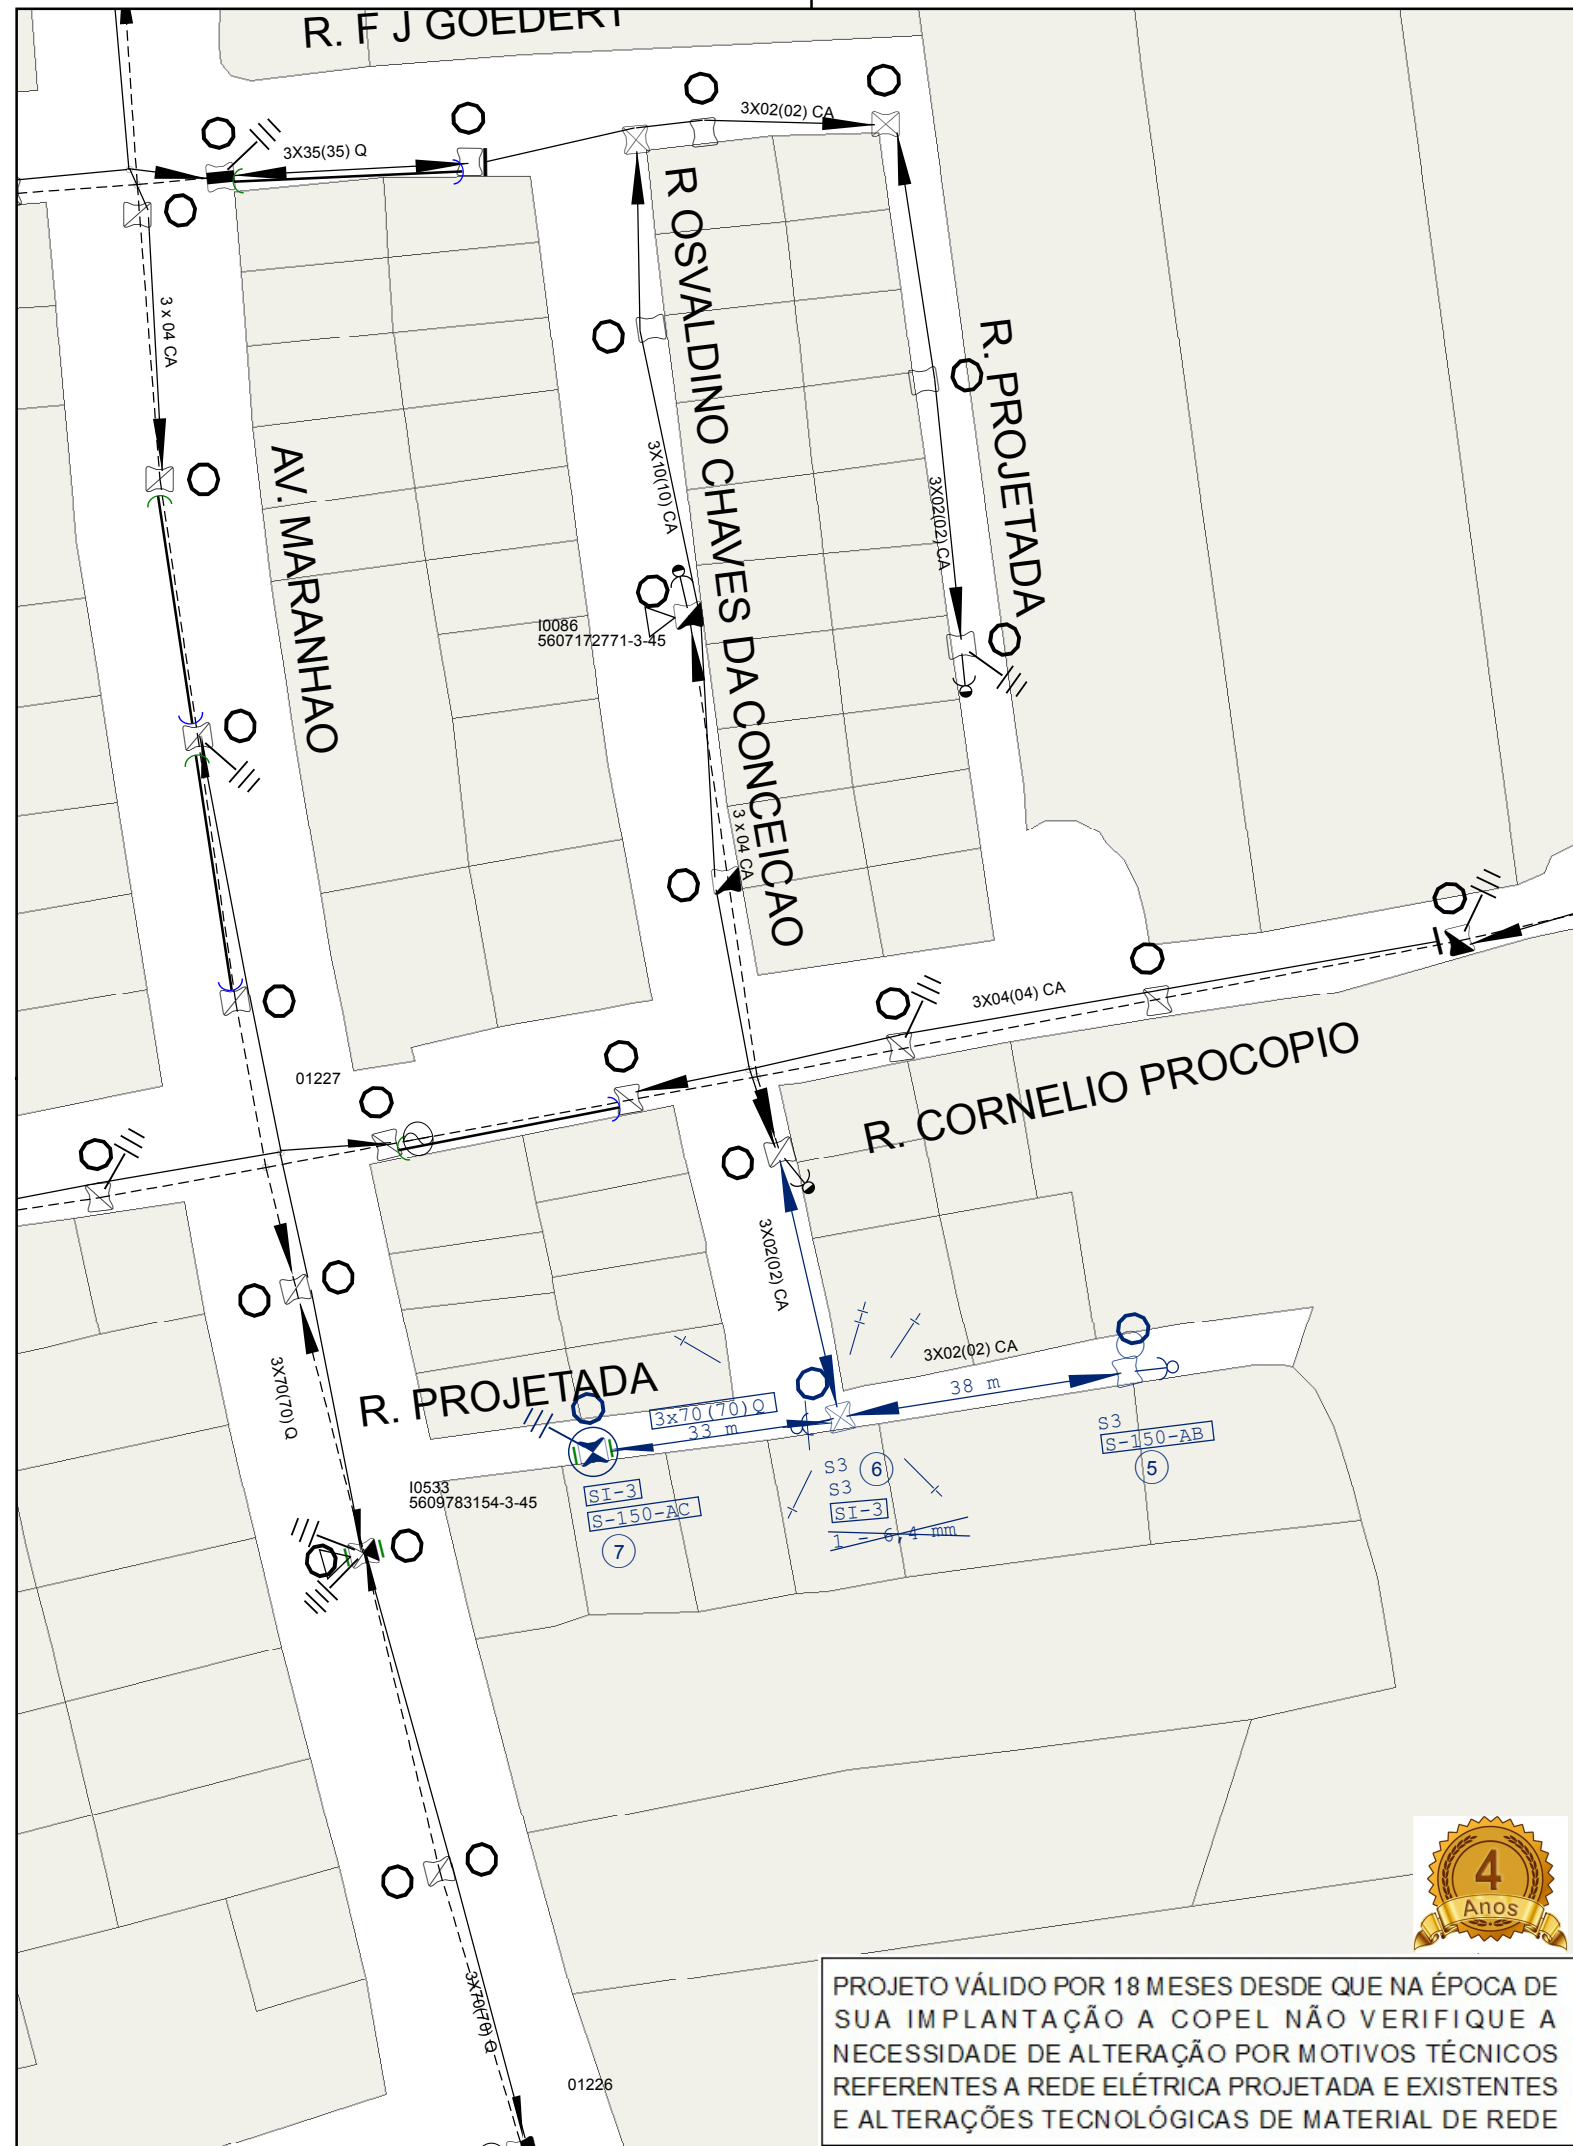 R. F J GOEDERT
3X02(02) CA
3X35(35) Q
R OSVALDINO CHAVES DA CONCEICAO
3 x 04 CA
R. PROJETADA
AV. MARANHAO
3X10(10) CA
3X02(02) CA
I0086
5607172771-3-45
3 x 04 CA
3X04(04) CA
R. CORNELIO PROCOPIO
01227
3X02(02) CA
3X02(02) CA
3X70(70) Q
R. PROJETADA
38 m
3x70(70)Q
33 m
S3
S-150-AB
5
S3
6
S3
SI-3
1 - 6,4 mm
I0533
5609783154-3-45
SI-3
S-150-AC
7
3X70(70) Q
01226
4
Anos
PROJETO VÁLIDO POR 18 MESES DESDE QUE NA ÉPOCA DE
SUA IMPLANTAÇÃO A COPEL NÃO VERIFIQUE A
NECESSIDADE DE ALTERAÇÃO POR MOTIVOS TÉCNICOS
REFERENTES A REDE ELÉTRICA PROJETADA E EXISTENTES
E ALTERAÇÕES TECNOLÓGICAS DE MATERIAL DE REDE